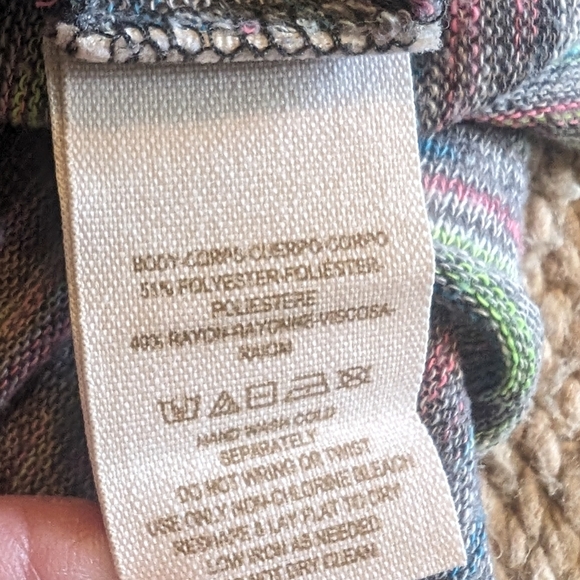 BODY-CORPS-CUERPO-CORPO
51% POLYESTER-POLIESTER-
POLIESTERE
49% RAYON-RAYONNE-VISCOSA-
RAION
HAND WASH COLD
SEPARATELY
DO NOT WRING OR TWIST
USE ONLY NON-CHLORINE BLEACH
RESHAPE & LAY FLAT TO DRY
LOW IRON AS NEEDED
DRY CLEAN.